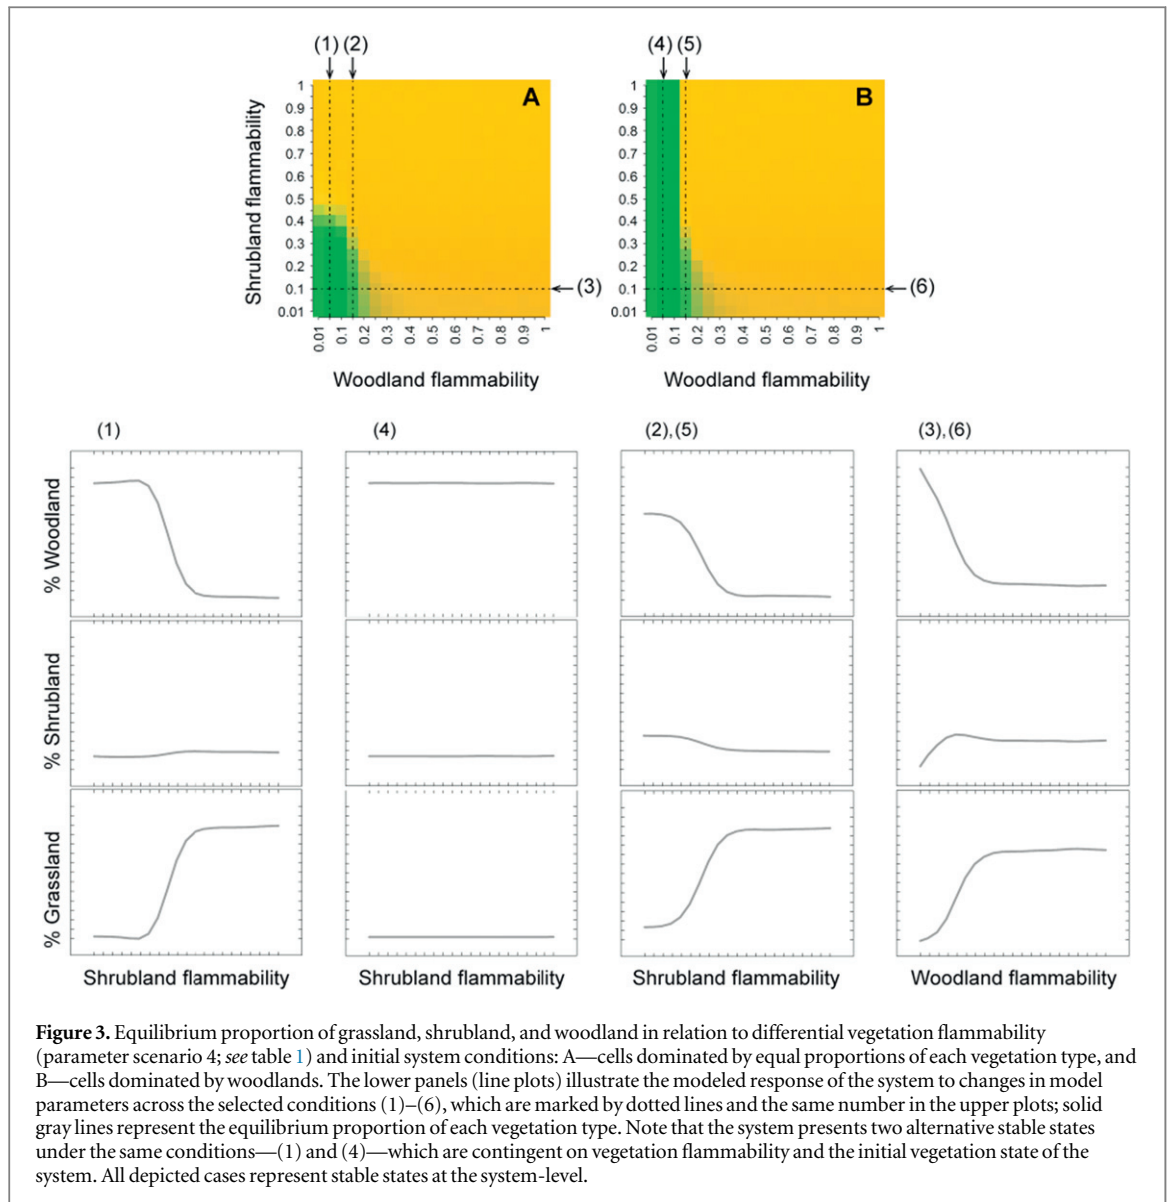 (1) (2)
(4) (5)
A
B
Shrubland flammability
1
0.9
0.8
0.7
0.6
0.5
0.4
0.3
0.2
0.1
0.01
(3)
0.01 0.1 0.2 0.3 0.4 0.5 0.6 0.7 0.8 0.9 1
Woodland flammability
1
0.9
0.8
0.7
0.6
0.5
0.4
0.3
0.2
0.1
0.01
(6)
0.01 0.1 0.2 0.3 0.4 0.5 0.6 0.7 0.8 0.9 1
Woodland flammability
(1)
(4)
(2),(5)
(3),(6)
% Woodland
% Shrubland
% Grassland
Shrubland flammability
Shrubland flammability
Shrubland flammability
Woodland flammability
Figure 3. Equilibrium proportion of grassland, shrubland, and woodland in relation to differential vegetation flammability
(parameter scenario 4; see table 1) and initial system conditions: A—cells dominated by equal proportions of each vegetation type, and
B—cells dominated by woodlands. The lower panels (line plots) illustrate the modeled response of the system to changes in model
parameters across the selected conditions (1)–(6), which are marked by dotted lines and the same number in the upper plots; solid
gray lines represent the equilibrium proportion of each vegetation type. Note that the system presents two alternative stable states
under the same conditions—(1) and (4)—which are contingent on vegetation flammability and the initial vegetation state of the
system. All depicted cases represent stable states at the system-level.